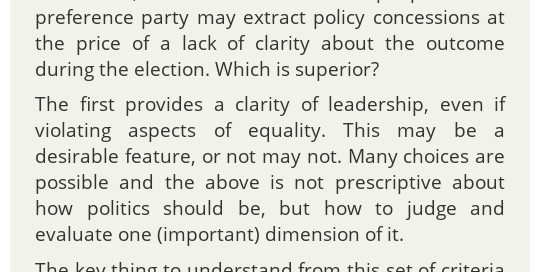 preference party may extract policy concessions at
the price of a lack of clarity about the outcome
during the election. Which is superior?
The first provides a clarity of leadership, even if
violating aspects of equality. This may be a
desirable feature, or not may not. Many choices are
possible and the above is not prescriptive about
how politics should be, but how to judge and
evaluate one (important) dimension of it.
The key thing to understand from this set of criteria